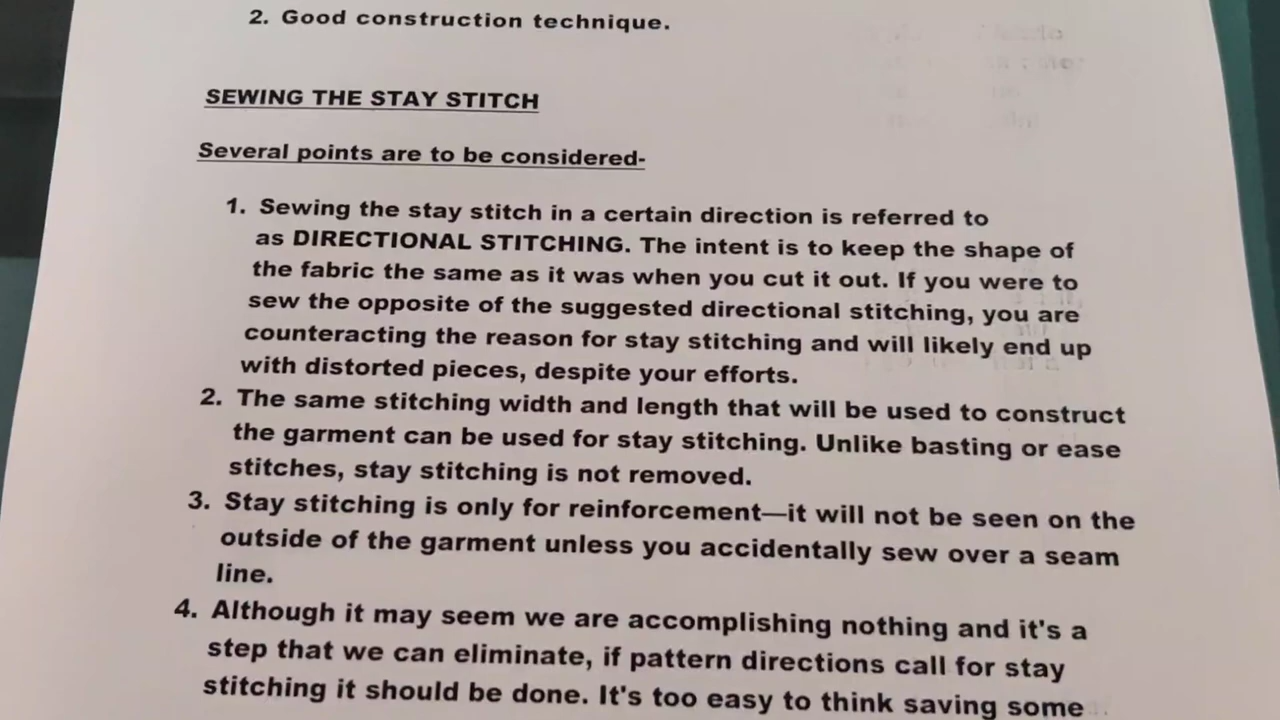 2. Good construction technique.
SEWING THE STAY STITCH
Several points are to be considered-
1. Sewing the stay stitch in a certain direction is referred to
as DIRECTIONAL STITCHING. The intent is to keep the shape of
the fabric the same as it was when you cut it out. If you were to
sew the opposite of the suggested directional stitching, you are
counteracting the reason for stay stitching and will likely end up
with distorted pieces, despite your efforts.
2. The same stitching width and length that will be used to construct
the garment can be used for stay stitching. Unlike basting or ease
stitches, stay stitching is not removed.
3. Stay stitching is only for reinforcement—it will not be seen on the
outside of the garment unless you accidentally sew over a seam
line.
4. Although it may seem we are accomplishing nothing and it's a
step that we can eliminate, if pattern directions call for stay
stitching it should be done. It's too easy to think saving some